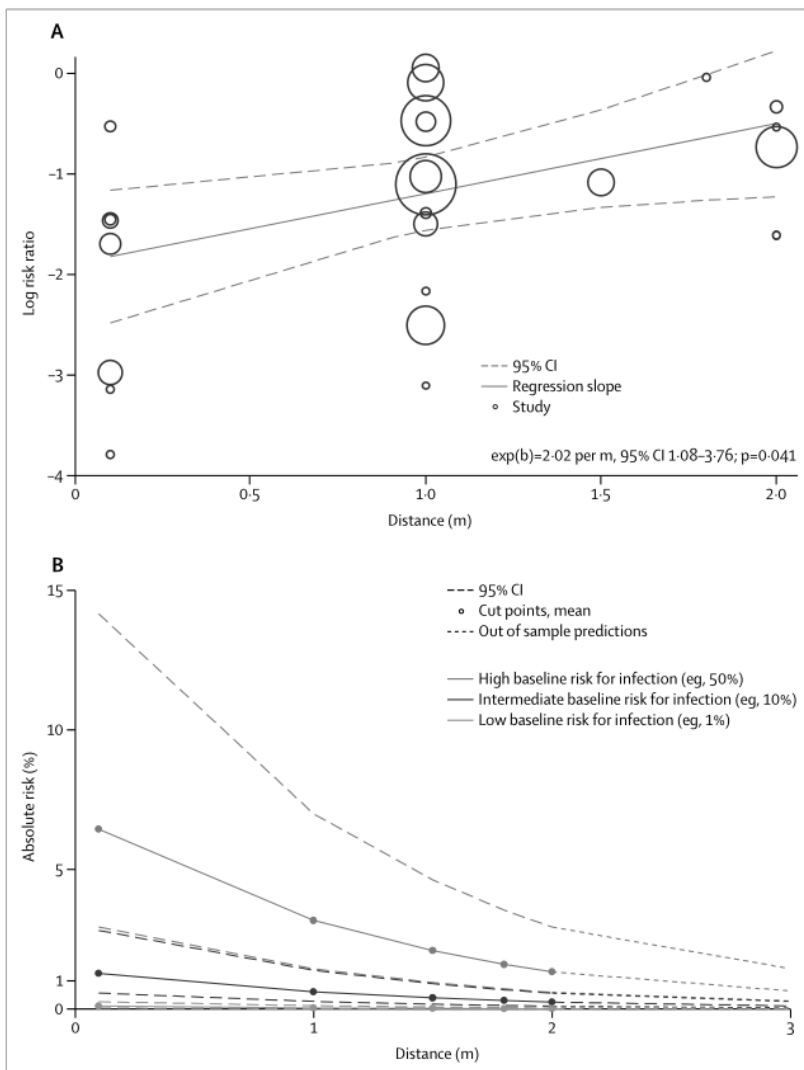 A
0
–1
–2
–3
–4
Log risk ratio
95% CI
Regression slope
Study
exp(b)=2·02 per m, 95% CI 1·08–3·76; p=0·041
0
0·5
1·0
1·5
2·0
Distance (m)
B
15
10
5
1
0
Absolute risk (%)
95% CI
Cut points, mean
Out of sample predictions
High baseline risk for infection (eg, 50%)
Intermediate baseline risk for infection (eg, 10%)
Low baseline risk for infection (eg, 1%)
0
1
2
3
Distance (m)